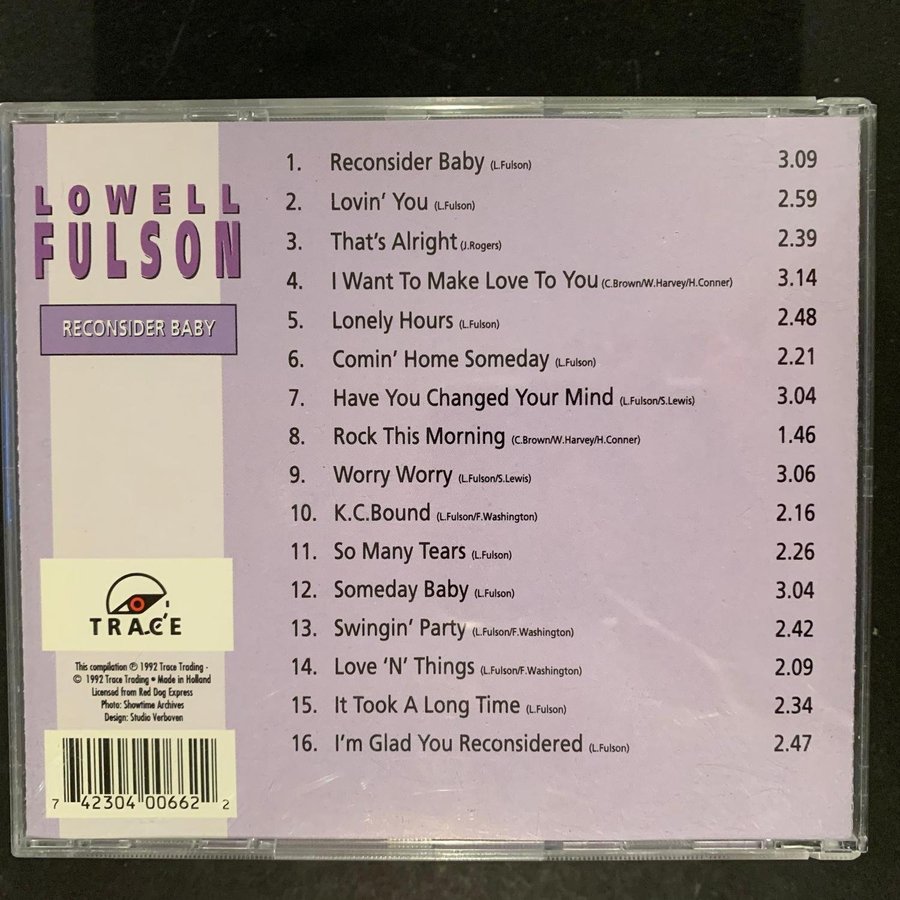 LOWELL
FULSON
RECONSIDER BABY
1. Reconsider Baby (L.Fulson) 3.09
2. Lovin' You (L.Fulson) 2.59
3. That's Alright (J.Rogers) 2.39
4. I Want To Make Love To You (C.Brown/W.Harvey/H.Conner) 3.14
5. Lonely Hours (L.Fulson) 2.48
6. Comin' Home Someday (L.Fulson) 2.21
7. Have You Changed Your Mind (L.Fulson/S.Lewis) 3.04
8. Rock This Morning (C.Brown/W.Harvey/H.Conner) 1.46
9. Worry Worry (L.Fulson/S.Lewis) 3.06
10. K.C.Bound (L.Fulson/F.Washington) 2.16
11. So Many Tears (L.Fulson) 2.26
12. Someday Baby (L.Fulson) 3.04
13. Swingin' Party (L.Fulson/F.Washington) 2.42
14. Love 'N' Things (L.Fulson/F.Washington) 2.09
15. It Took A Long Time (L.Fulson) 2.34
16. I'm Glad You Reconsidered (L.Fulson) 2.47
TRACE
This compilation ℗ 1992 Trace Trading -
© 1992 Trace Trading • Made in Holland
Licensed from Red Dog Express
Photo: Showtime Archives
Design: Studio Verboven
7 42304 00662 2